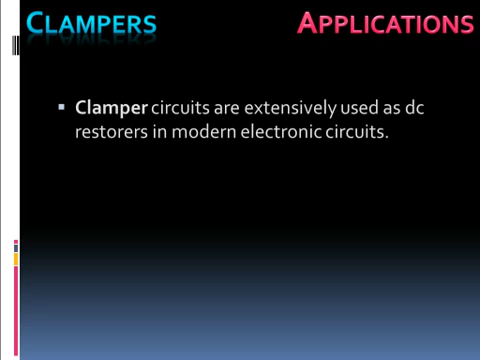 CLAMPERS APPLICATIONS
▪ Clamper circuits are extensively used as dc
restorers in modern electronic circuits.